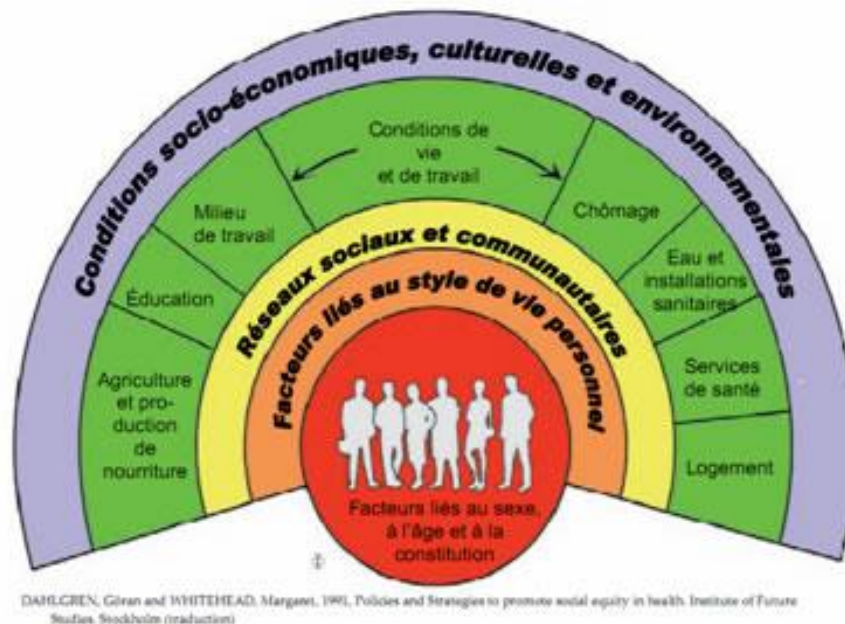 Conditions socio-économiques, culturelles et environnementales
Conditions de
vie
et de travail
Milieu
de travail
Chômage
Éducation
Eau et
installations
sanitaires
Agriculture
et pro-
duction
de
nourriture
Services
de santé
Logement
Réseaux sociaux et communautaires
Facteurs liés au style de vie personnel
Facteurs liés au sexe,
à l'âge et à la
constitution
DAHLGREN, Göran and WHITEHEAD, Margaret, 1991, Policies and Strategies to promote social equity in health. Institute of Future
Studies. Stockholm (traduction)